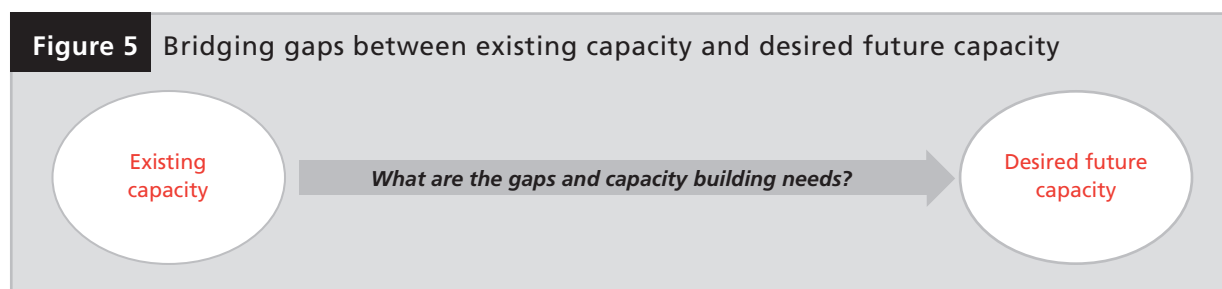 Figure 5 Bridging gaps between existing capacity and desired future capacity
Existing
capacity
What are the gaps and capacity building needs?
Desired future
capacity